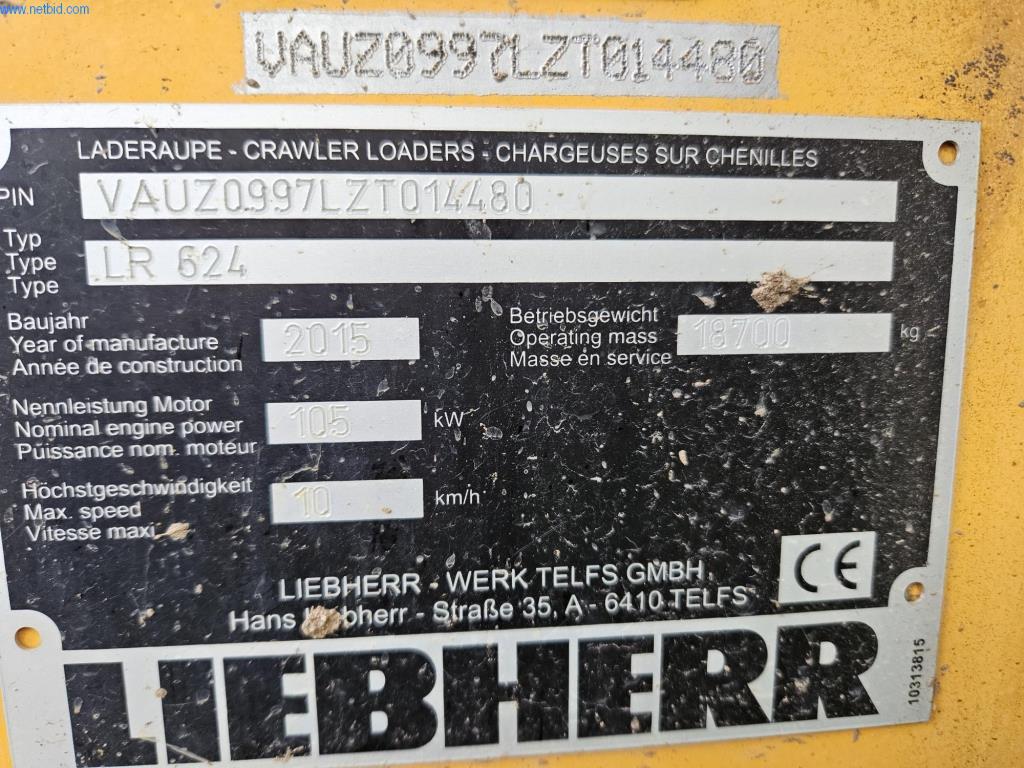 www.netbid.com
VAUZ0997LZT014480
LADERAUPE - CRAWLER LOADERS - CHARGEUSES SUR CHENILLES
PIN VAUZ0997LZT014480
Typ
Type LR 624
Type
Baujahr
Year of manufacture 2015
Année de construction
Betriebsgewicht
Operating mass 18700 kg
Masse en service
Nennleistung Motor
Nominal engine power 105 kW
Puissance nom. moteur
Höchstgeschwindigkeit
Max. speed 10 km/h
Vitesse maxi.
LIEBHERR - WERK TELFS GMBH
Hans Liebherr - Straße 35, A - 6410 TELFS
CE
LIEBHERR
10313815